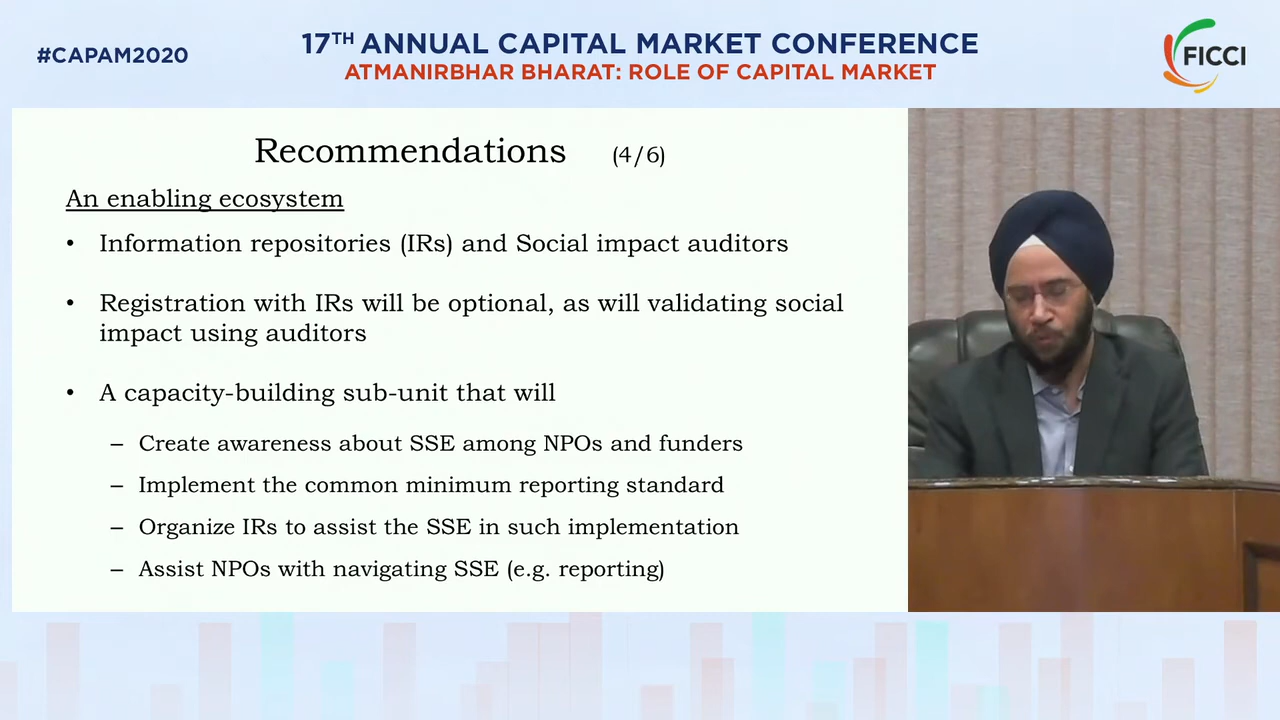 #CAPAM2020
17TH ANNUAL CAPITAL MARKET CONFERENCE
ATMANIRBHAR BHARAT: ROLE OF CAPITAL MARKET
FICCI
Recommendations (4/6)
An enabling ecosystem
• Information repositories (IRs) and Social impact auditors
• Registration with IRs will be optional, as will validating social
impact using auditors
• A capacity-building sub-unit that will
– Create awareness about SSE among NPOs and funders
– Implement the common minimum reporting standard
– Organize IRs to assist the SSE in such implementation
– Assist NPOs with navigating SSE (e.g. reporting)